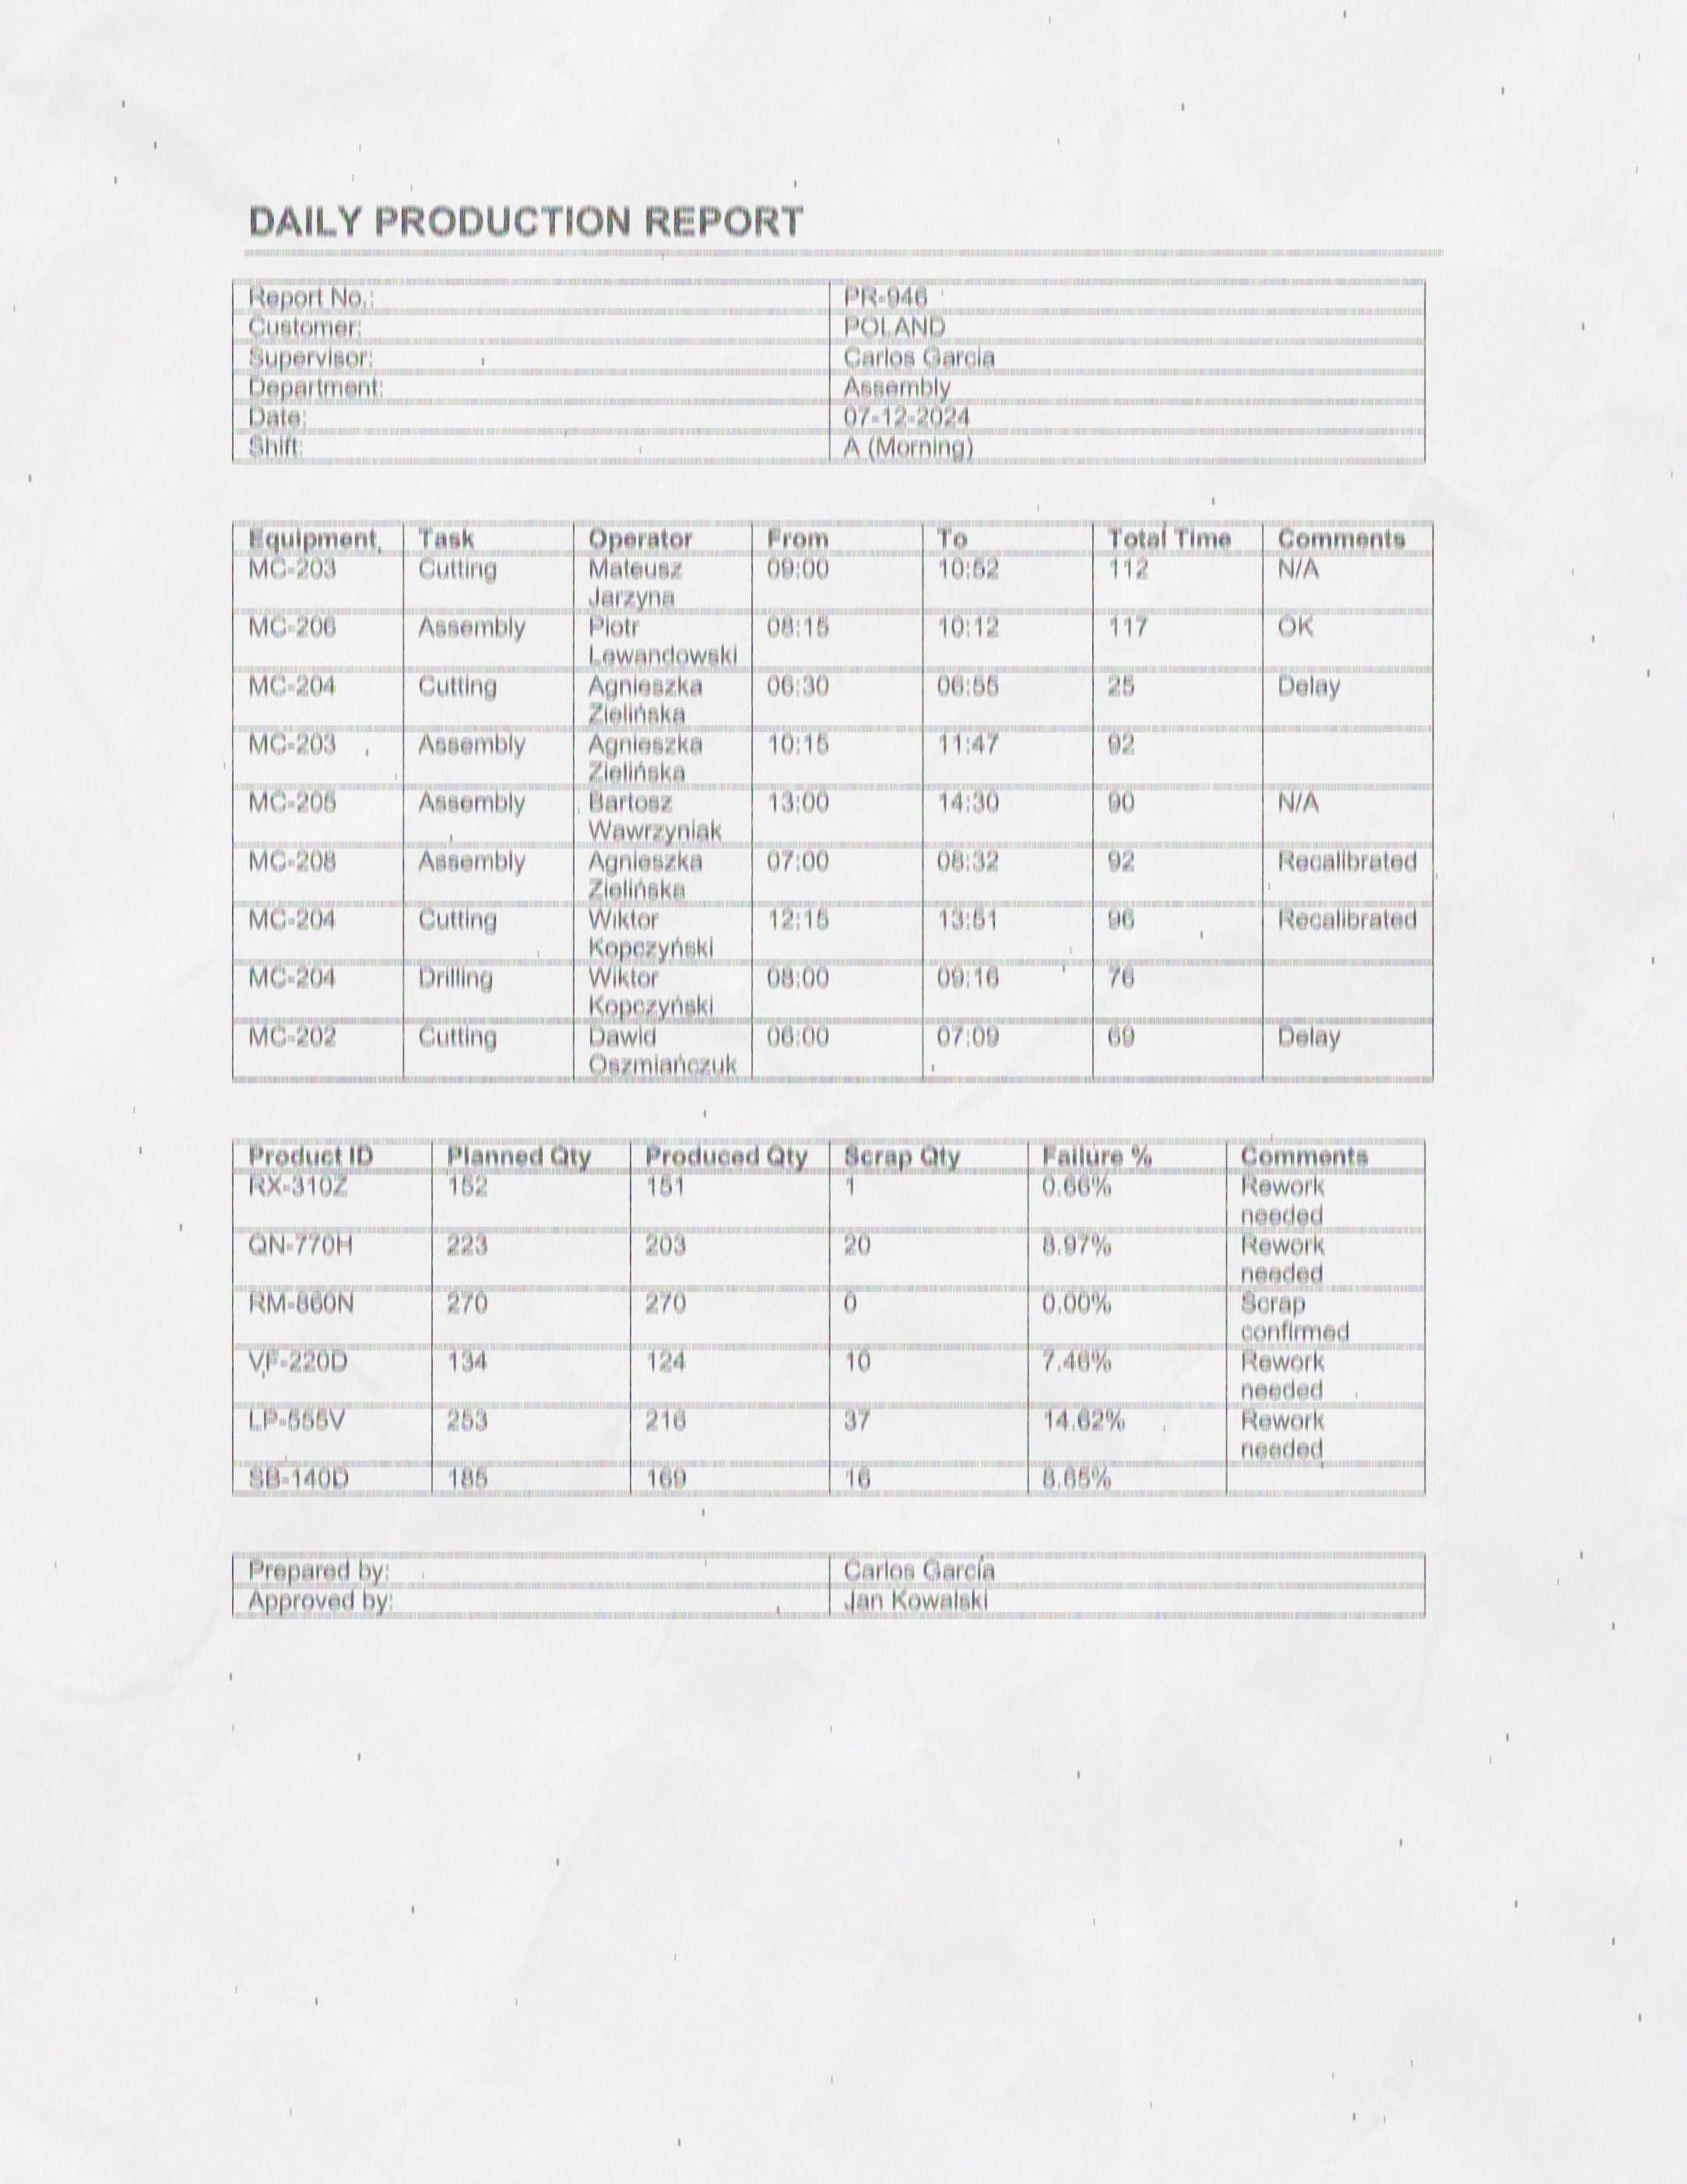 DAILY PRODUCTION REPORT
Report No.: PR-946
Customer: POLAND
Supervisor: Carlos García
Department: Assembly
Date: 07-12-2024
Shift: A (Morning)
Equipment Task Operator From To Total Time Comments
MC-203 Cutting Mateusz Jarzyna 09:00 10:52 112 N/A
MC-206 Assembly Piotr Lewandowski 08:15 10:12 117 OK
MC-204 Cutting Agnieszka Zielińska 06:30 06:55 25 Delay
MC-203 Assembly Agnieszka Zielińska 10:15 11:47 92
MC-205 Assembly Bartosz Wawrzyniak 13:00 14:30 90 N/A
MC-208 Assembly Agnieszka Zielińska 07:00 08:32 92 Recalibrated
MC-204 Cutting Wiktor Kopczyński 12:15 13:51 96 Recalibrated
MC-204 Drilling Wiktor Kopczyński 08:00 09:16 76
MC-202 Cutting Dawid Oszmiańczuk 06:00 07:09 69 Delay
Product ID Planned Qty Produced Qty Scrap Qty Failure % Comments
RX-310Z 152 151 1 0.66% Rework needed
QN-770H 223 203 20 8.97% Rework needed
RM-860N 270 270 0 0.00% Scrap confirmed
VF-220D 134 124 10 7.46% Rework needed
LP-555V 253 216 37 14.62% Rework needed
SB-140D 185 169 16 8.65%
Prepared by: Carlos García
Approved by: Jan Kowalski